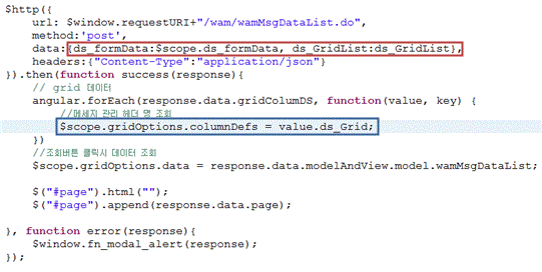 $http({
url: $window.requestURI+"/wam/wamMsgDataList.do",
method:'post',
data:{ds_formData:$scope.ds_formData, ds_GridList:ds_GridList},
headers:{"Content-Type":"application/json"}
}).then(function success(response){
// grid 데이터
angular.forEach(response.data.gridColumDS, function(value, key) {
//메세지 관리 헤더 명 조회
$scope.gridOptions.columnDefs = value.ds_Grid;
})
//조회버튼 클릭시 데이터 조회
$scope.gridOptions.data = response.data.modelAndView.model.wamMsgDataList;
$("#page").html("");
$("#page").append(response.data.page);
}, function error(response){
$window.fn_modal_alert(response);
});